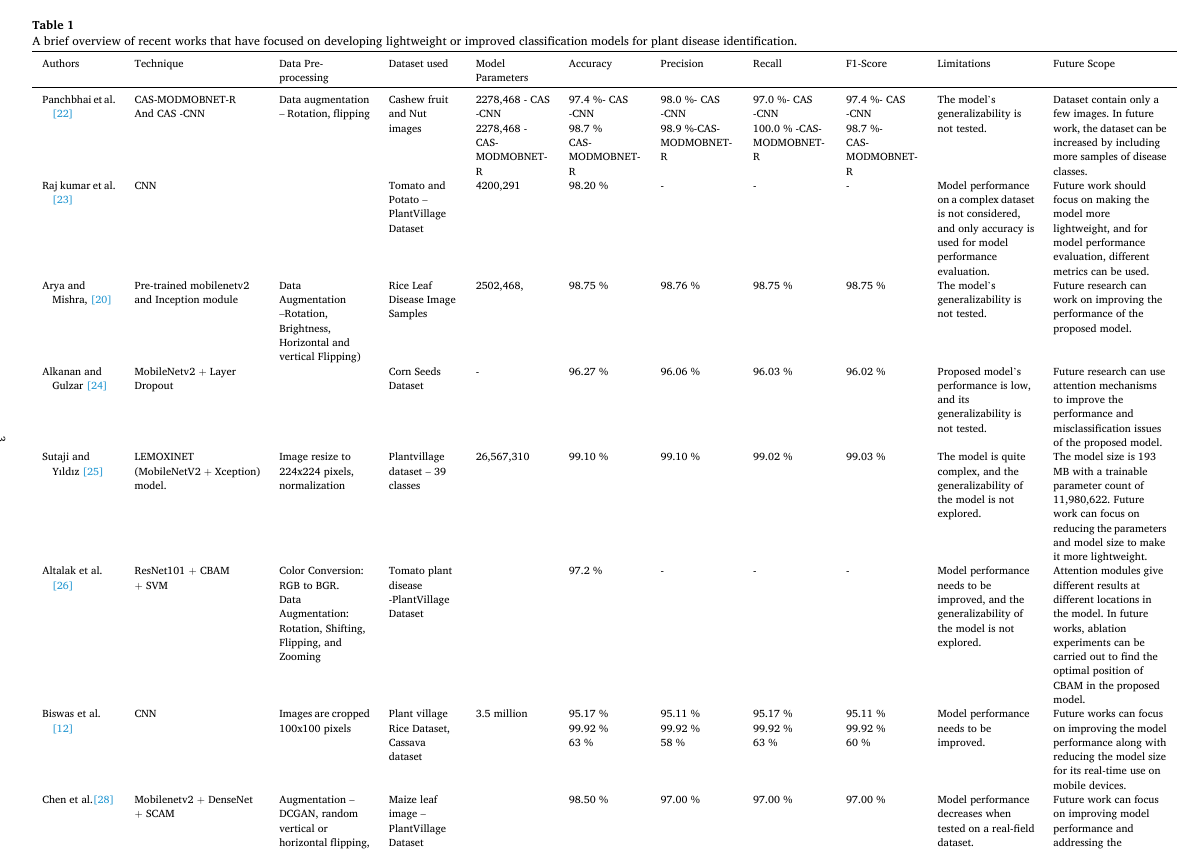 Table 1
A brief overview of recent works that have focused on developing lightweight or improved classification models for plant disease identification.
Authors
Technique
Data Pre-
processing
Dataset used
Model
Parameters
Accuracy
Precision
Recall
F1-Score
Limitations
Future Scope
Panchbhai et al.
[22]
CAS-MODMOBNET-R
And CAS -CNN
Data augmentation
– Rotation, flipping
Cashew fruit
and Nut
images
2278,468 - CAS
-CNN
2278,468 -
CAS-
MODMOBNET-
R
97.4 %- CAS
-CNN
98.7 %
CAS-
MODMOBNET-
R
98.0 %- CAS
-CNN
98.9 %-CAS-
MODMOBNET-
R
97.0 %- CAS
-CNN
100.0 % -CAS-
MODMOBNET-
R
97.4 %- CAS
-CNN
98.7 %-
CAS-
MODMOBNET-
R
The model`s
generalizability is
not tested.
Dataset contain only a
few images. In future
work, the dataset can be
increased by including
more samples of disease
classes.
Raj kumar et al.
[23]
CNN
Tomato and
Potato –
PlantVillage
Dataset
4200,291
98.20 %
-
-
-
Model performance
on a complex dataset
is not considered,
and only accuracy is
used for model
performance
evaluation.
Future work should
focus on making the
model more
lightweight, and for
model performance
evaluation, different
metrics can be used.
Arya and
Mishra, [20]
Pre-trained mobilenetv2
and Inception module
Data
Augmentation
–Rotation,
Brightness,
Horizontal and
vertical Flipping)
Rice Leaf
Disease Image
Samples
2502,468,
98.75 %
98.76 %
98.75 %
98.75 %
The model`s
generalizability is
not tested.
Future research can
work on improving the
performance of the
proposed model.
Alkanan and
Gulzar [24]
MobileNetv2 + Layer
Dropout
Corn Seeds
Dataset
-
96.27 %
96.06 %
96.03 %
96.02 %
Proposed model`s
performance is low,
and its
generalizability is
not tested.
Future research can use
attention mechanisms
to improve the
performance and
misclassification issues
of the proposed model.
3
Sutaji and
Yıldız [25]
LEMOXINET
(MobileNetV2 + Xception)
model.
Image resize to
224x224 pixels,
normalization
Plantvillage
dataset – 39
classes
26,567,310
99.10 %
99.10 %
99.02 %
99.03 %
The model is quite
complex, and the
generalizability of
the model is not
explored.
The model size is 193
MB with a trainable
parameter count of
11,980,622. Future
work can focus on
reducing the parameters
and model size to make
it more lightweight.
Altalak et al.
[26]
ResNet101 + CBAM
+ SVM
Color Conversion:
RGB to BGR.
Data
Augmentation:
Rotation, Shifting,
Flipping, and
Zooming
Tomato plant
disease
-PlantVillage
Dataset
97.2 %
-
-
-
Model performance
needs to be
improved, and the
generalizability of
the model is not
explored.
Attention modules give
different results at
different locations in
the model. In future
works, ablation
experiments can be
carried out to find the
optimal position of
CBAM in the proposed
model.
Biswas et al.
[12]
CNN
Images are cropped
100x100 pixels
Plant village
Rice Dataset,
Cassava
dataset
3.5 million
95.17 %
99.92 %
63 %
95.11 %
99.92 %
58 %
95.17 %
99.92 %
63 %
95.11 %
99.92 %
60 %
Model performance
needs to be
improved.
Future works can focus
on improving the model
performance along with
reducing the model size
for its real-time use on
mobile devices.
Chen et al.[28]
Mobilenetv2 + DenseNet
+ SCAM
Augmentation –
DCGAN, random
vertical or
horizontal flipping,
Maize leaf
image –
PlantVillage
Dataset
98.50 %
97.00 %
97.00 %
97.00 %
Model performance
decreases when
tested on a real-field
dataset.
Future work can focus
on improving model
performance and
addressing the